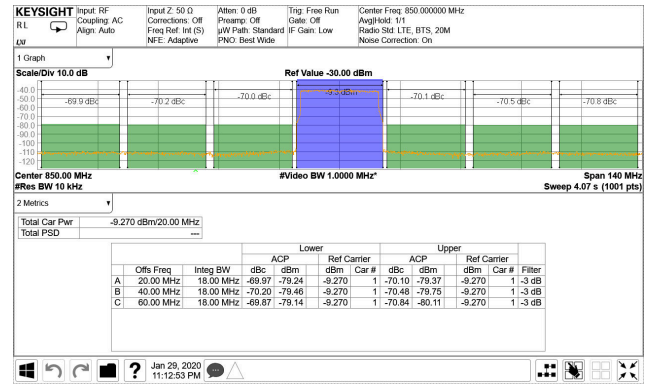 KEYSIGHT Input: RF Input Z: 50 Ω Atten: 0 dB Trig: Free Run Center Freq: 850.000000 MHz
RL Coupling: AC Corrections: Off Preamp: Off Gate: Off Avg|Hold: 1/1
Align: Auto Freq Ref: Int (S) µW Path: Standard IF Gain: Low Radio Std: LTE, BTS, 20M
LXI NFE: Adaptive PNO: Best Wide Noise Correction: On
1 Graph
Scale/Div 10.0 dB Ref Value -30.00 dBm
-40.0
-50.0
-60.0
-70.0
-80.0
-90.0
-100
-110
-120
-69.9 dBc -70.2 dBc -70.0 dBc -9.3 dBm -70.1 dBc -70.5 dBc -70.8 dBc
Center 850.00 MHz #Video BW 1.0000 MHz* Span 140 MHz
#Res BW 10 kHz Sweep 4.07 s (1001 pts)
2 Metrics
Total Car Pwr -9.270 dBm/20.00 MHz
Total PSD ---
Lower Upper
ACP Ref Carrier ACP Ref Carrier
Offs Freq Integ BW dBc dBm dBm Car # dBc dBm dBm Car # Filter
A 20.00 MHz 18.00 MHz -69.97 -79.24 -9.270 1 -70.10 -79.37 -9.270 1 -3 dB
B 40.00 MHz 18.00 MHz -70.20 -79.46 -9.270 1 -70.48 -79.75 -9.270 1 -3 dB
C 60.00 MHz 18.00 MHz -69.87 -79.14 -9.270 1 -70.84 -80.11 -9.270 1 -3 dB
? Jan 29, 2020
11:12:53 PM